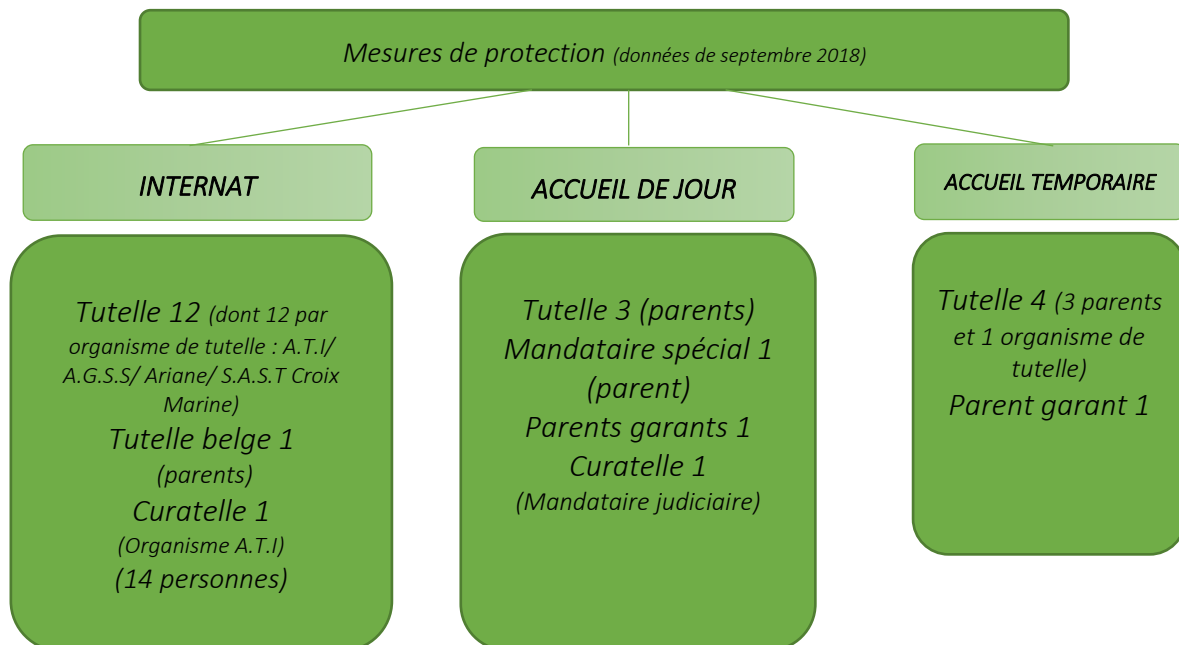 Mesures de protection (données de septembre 2018)
INTERNAT
Tutelle 12 (dont 12 par
organisme de tutelle : A.T.I/
A.G.S.S/ Ariane/ S.A.S.T Croix
Marine)
Tutelle belge 1
(parents)
Curatelle 1
(Organisme A.T.I)
(14 personnes)
ACCUEIL DE JOUR
Tutelle 3 (parents)
Mandataire spécial 1
(parent)
Parents garants 1
Curatelle 1
(Mandataire judiciaire)
ACCUEIL TEMPORAIRE
Tutelle 4 (3 parents
et 1 organisme de
tutelle)
Parent garant 1